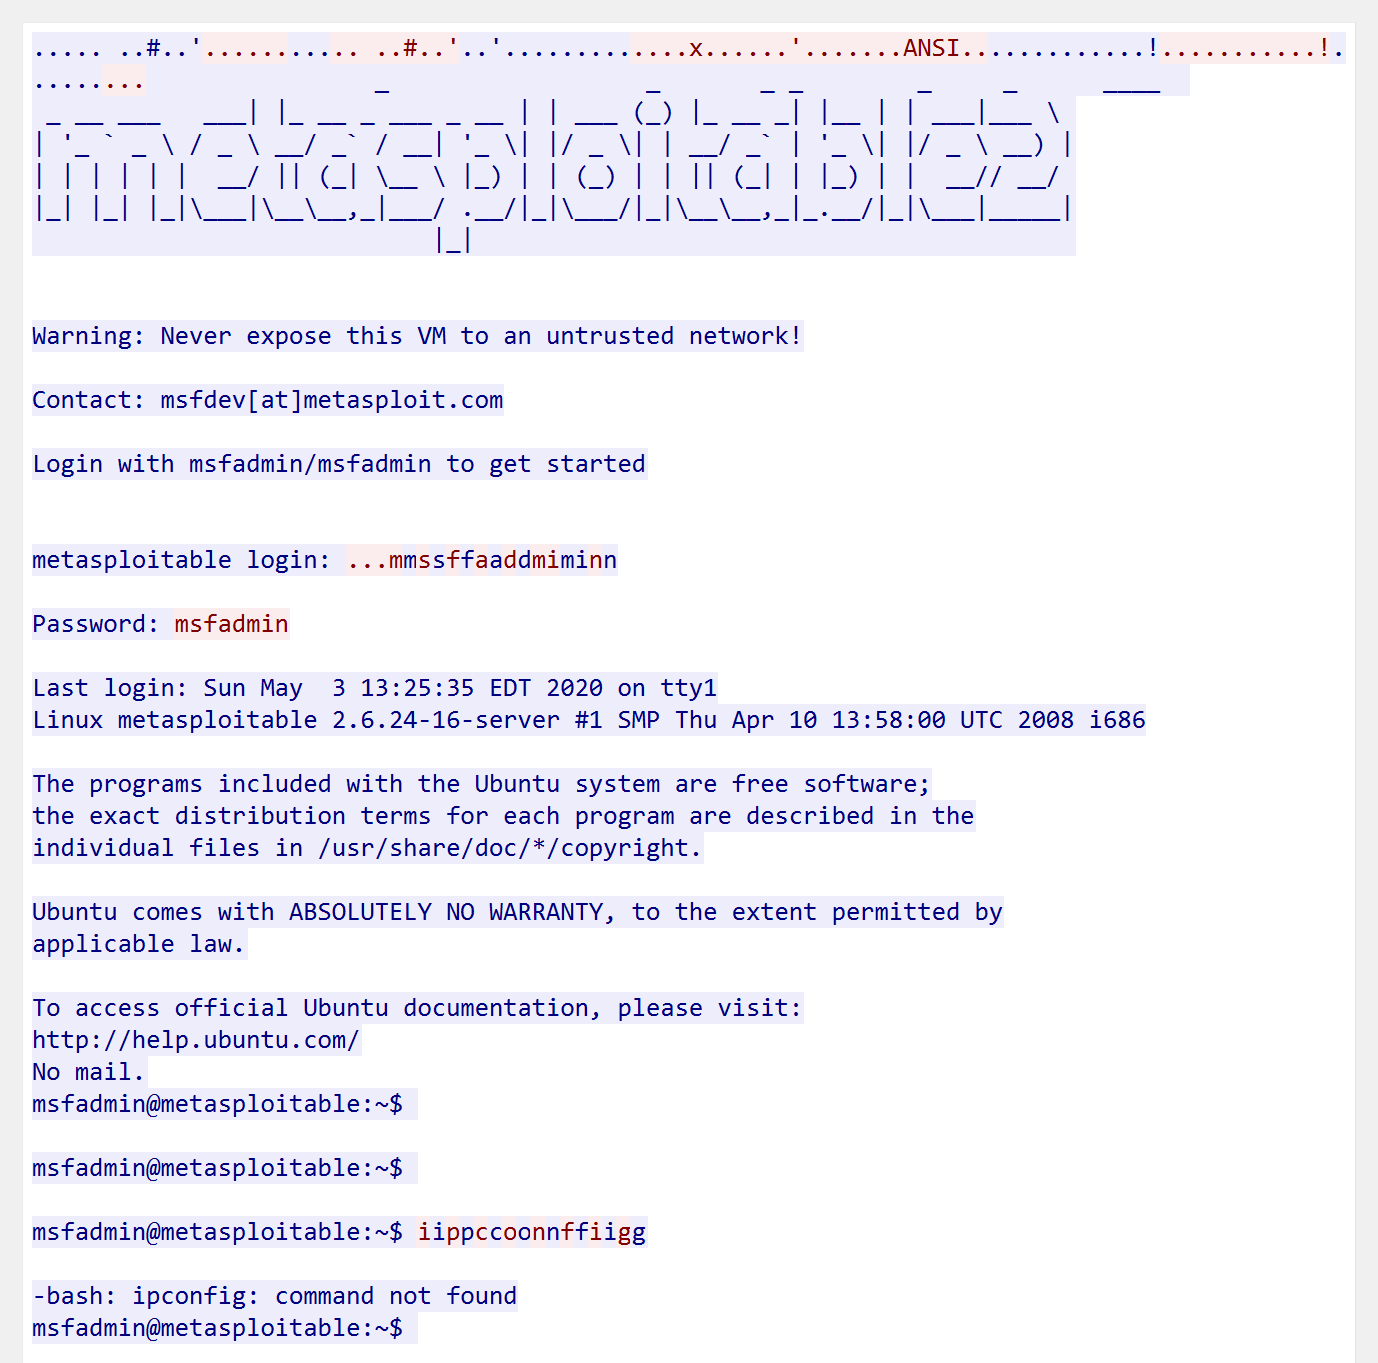 ..... ..#..'........... ..#..'..'.............x......'.......ANSI.............!...........!.
........                _                  _       _ _        _     _      ____  
 _ __ ___   ___| |_ __ _ ___ _ __ | | ___ (_) |_ __ _| |__ | | ___|___ \ 
| '_ ` _ \ / _ \ __/ _` / __| '_ \| |/ _ \| | __/ _` | '_ \| |/ _ \ __) |
| | | | | |  __/ || (_| \__ \ |_) | | (_) | | || (_| | |_) | |  __// __/ 
|_| |_| |_|\___|\__\__,_|___/ .__/|_|\___/|_|\__\__,_|_.__/|_|\___|_____|
                            |_|                                          
Warning: Never expose this VM to an untrusted network!
Contact: msfdev[at]metasploit.com
Login with msfadmin/msfadmin to get started
metasploitable login: ...mmssffaaddmiminn
Password: msfadmin
Last login: Sun May  3 13:25:35 EDT 2020 on tty1
Linux metasploitable 2.6.24-16-server #1 SMP Thu Apr 10 13:58:00 UTC 2008 i686
The programs included with the Ubuntu system are free software;
the exact distribution terms for each program are described in the
individual files in /usr/share/doc/*/copyright.
Ubuntu comes with ABSOLUTELY NO WARRANTY, to the extent permitted by
applicable law.
To access official Ubuntu documentation, please visit:
http://help.ubuntu.com/
No mail.
msfadmin@metasploitable:~$
msfadmin@metasploitable:~$
msfadmin@metasploitable:~$ iippccoonnffiigg
-bash: ipconfig: command not found
msfadmin@metasploitable:~$